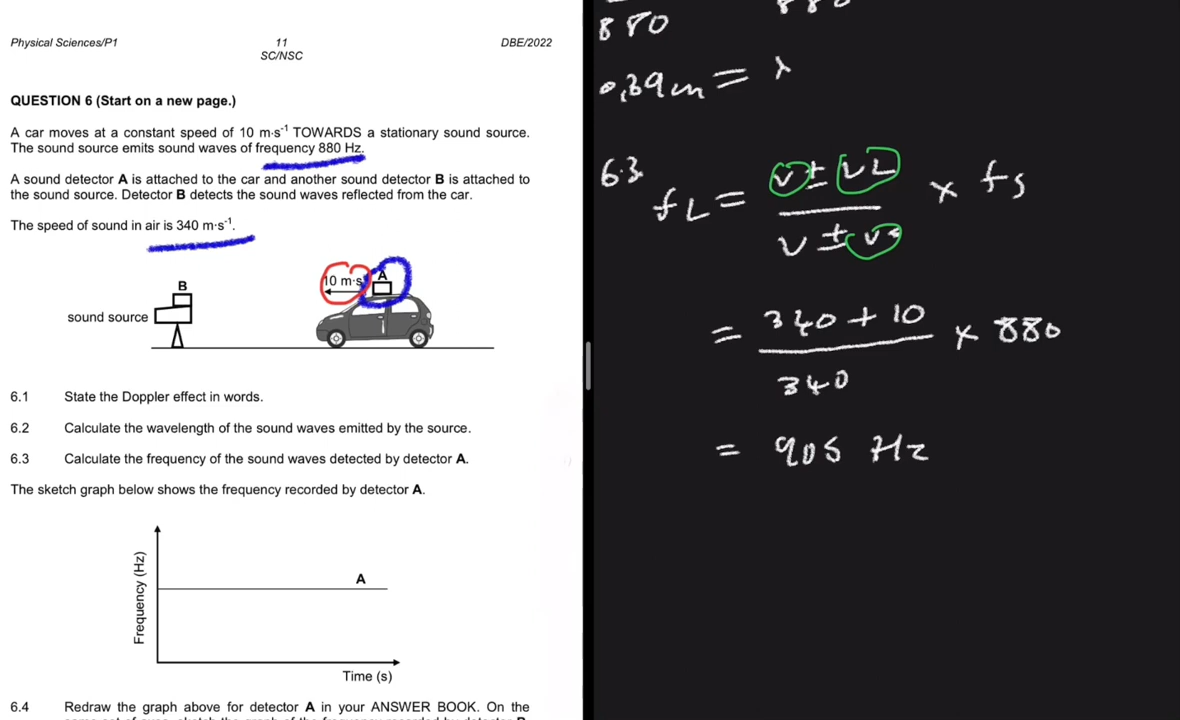 Physical Sciences/P1 11 DBE/2022
SC/NSC
QUESTION 6 (Start on a new page.)
A car moves at a constant speed of 10 m·s⁻¹ TOWARDS a stationary sound source.
The sound source emits sound waves of frequency 880 Hz.
A sound detector A is attached to the car and another sound detector B is attached to
the sound source. Detector B detects the sound waves reflected from the car.
The speed of sound in air is 340 m·s⁻¹.
B
10 m·s
A
sound source
6.1 State the Doppler effect in words.
6.2 Calculate the wavelength of the sound waves emitted by the source.
6.3 Calculate the frequency of the sound waves detected by detector A.
The sketch graph below shows the frequency recorded by detector A.
Frequency (Hz)
A
Time (s)
6.4 Redraw the graph above for detector A in your ANSWER BOOK. On the
880
880
0,39m = λ
6.3
fL = v ± vL / v ± vs × fs
= 340 + 10 / 340 × 880
= 905 Hz